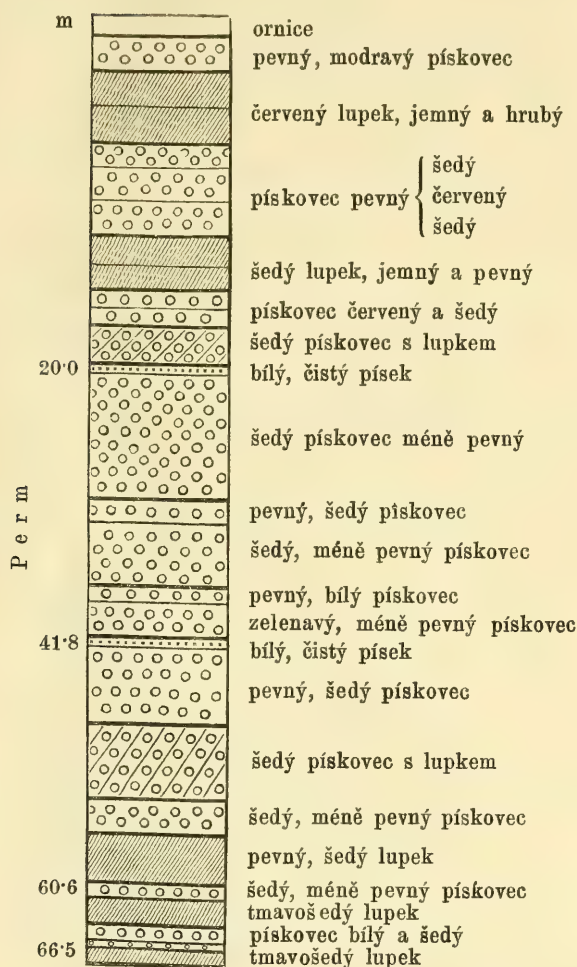 m
ornice
pevný, modravý pískovec
červený lupek, jemný a hrubý
pískovec pevný { šedý
červený
šedý
šedý lupek, jemný a pevný
pískovec červený a šedý
šedý pískovec s lupkem
20·0 bílý, čistý písek
šedý pískovec méně pevný
Perm
pevný, šedý pískovec
šedý, méně pevný pískovec
pevný, bílý pískovec
zelenavý, méně pevný pískovec
41·8 bílý, čistý písek
pevný, šedý pískovec
šedý pískovec s lupkem
šedý, méně pevný pískovec
pevný, šedý lupek
60·6 šedý, méně pevný pískovec
tmavošedý lupek
pískovec bílý a šedý
66·5 tmavošedý lupek